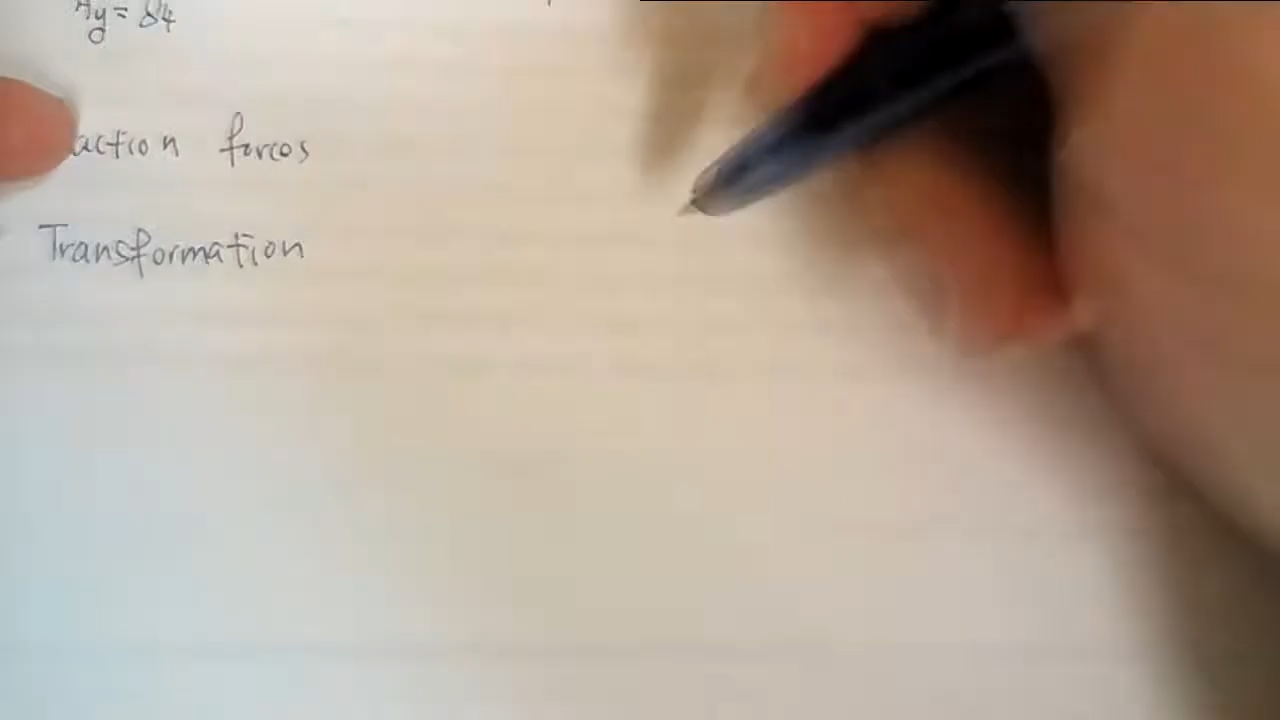 Ay = 84
action forces
Transformation